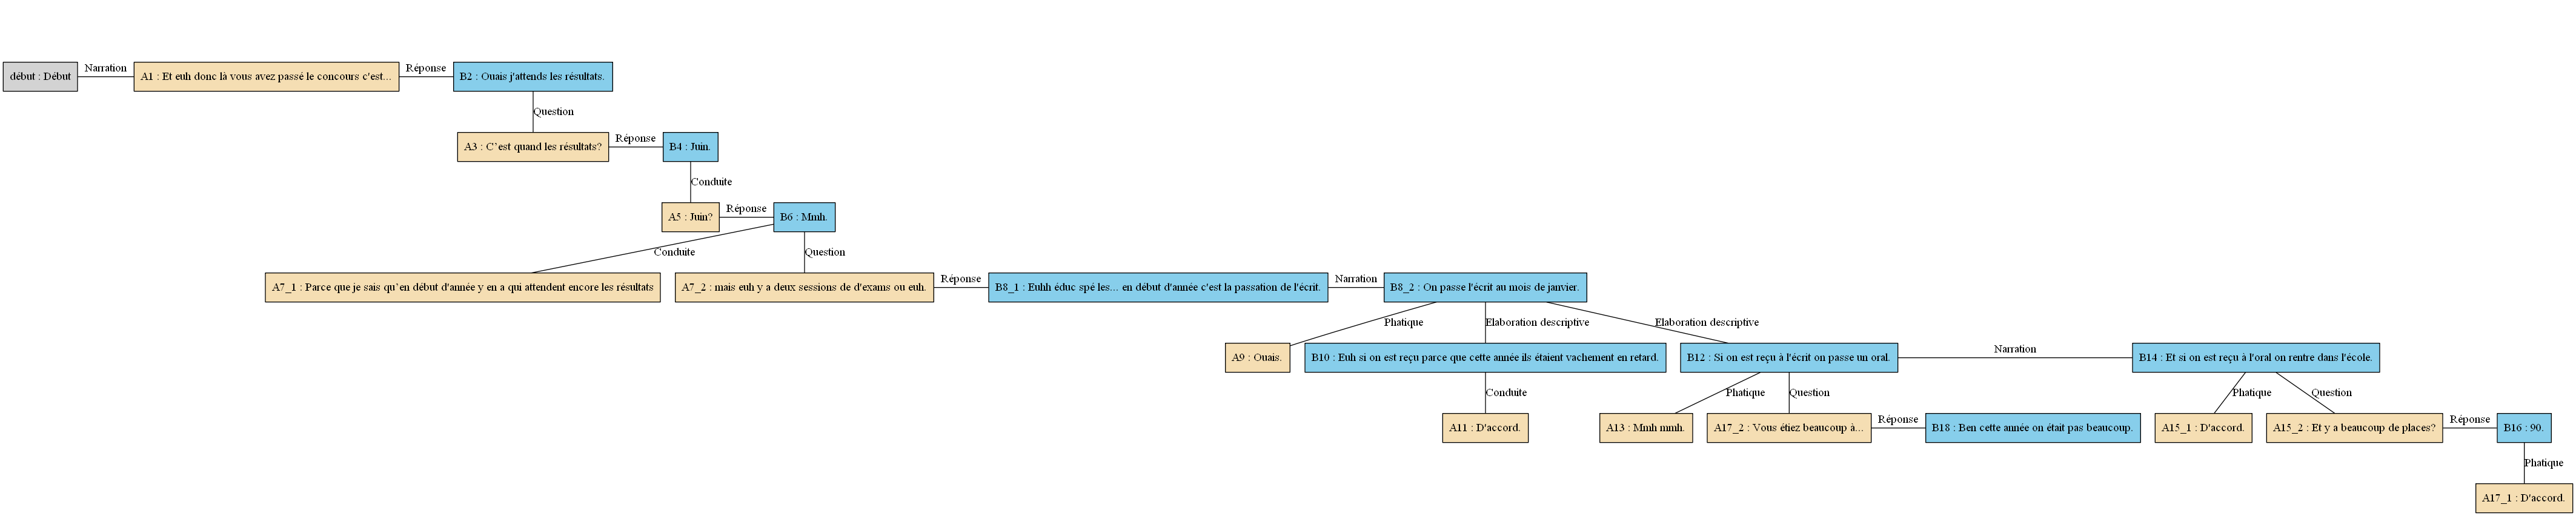 début : Début
Narration
A1 : Et euh donc là vous avez passé le concours c'est...
Réponse
B2 : Ouais j'attends les résultats.
Question
A3 : C`est quand les résultats?
Réponse
B4 : Juin.
Conduite
A5 : Juin?
Réponse
B6 : Mmh.
Conduite
Question
A7_1 : Parce que je sais qu`en début d'année y en a qui attendent encore les résultats
A7_2 : mais euh y a deux sessions de d'exams ou euh.
Réponse
B8_1 : Euhh éduc spé les... en début d'année c'est la passation de l'écrit.
Narration
B8_2 : On passe l'écrit au mois de janvier.
Phatique
Elaboration descriptive
Elaboration descriptive
A9 : Ouais.
B10 : Euh si on est reçu parce que cette année ils étaient vachement en retard.
B12 : Si on est reçu à l'écrit on passe un oral.
Narration
B14 : Et si on est reçu à l'oral on rentre dans l'école.
Conduite
Phatique
Question
Phatique
Question
A11 : D'accord.
A13 : Mmh mmh.
A17_2 : Vous étiez beaucoup à...
Réponse
B18 : Ben cette année on était pas beaucoup.
A15_1 : D'accord.
A15_2 : Et y a beaucoup de places?
Réponse
B16 : 90.
Phatique
A17_1 : D'accord.